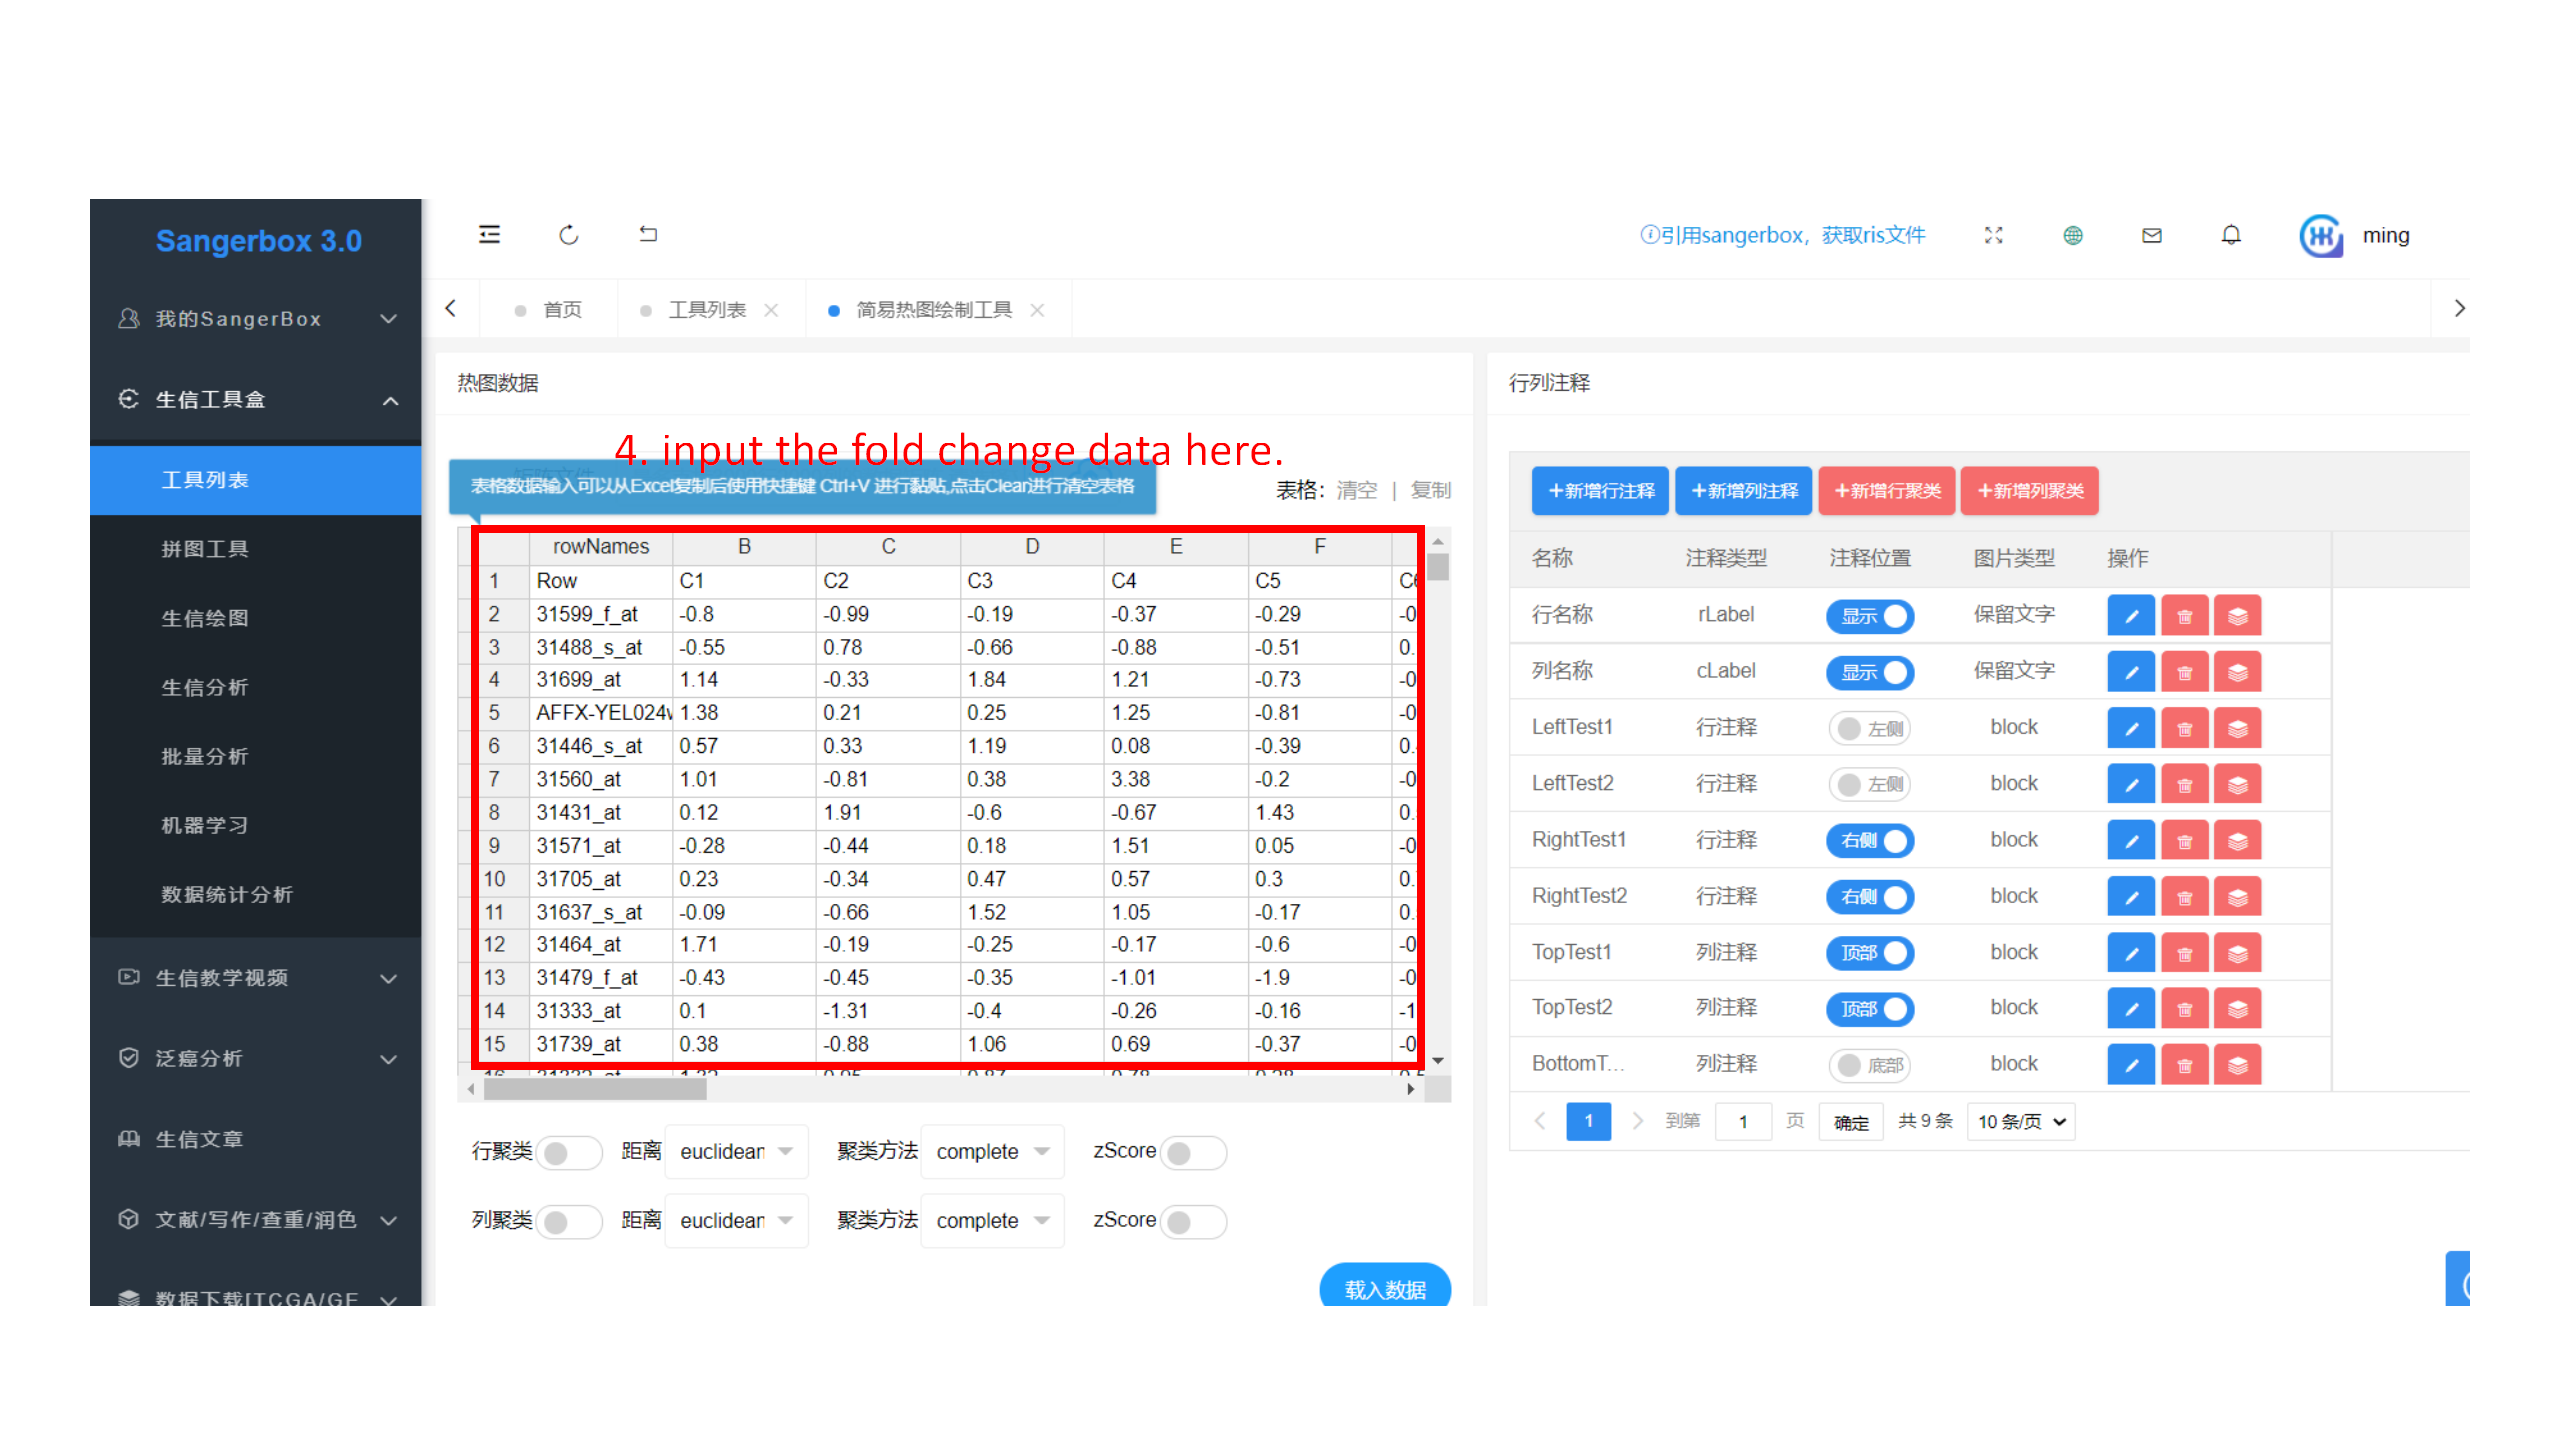 Sangerbox 3.0
引用sangerbox，获取ris文件
ming
我的SangerBox
首页
工具列表
简易热图绘制工具
生信工具盒
工具列表
拼图工具
生信绘图
生信分析
批量分析
机器学习
数据统计分析
生信教学视频
泛癌分析
生信文章
文献/写作/查重/润色
数据下载[TCGA/GE
热图数据
4. input the fold change data here.
矩阵文件
表格数据输入可以从Excel复制后使用快捷键 Ctrl+V 进行黏贴,点击Clear进行清空表格
表格： 清空 | 复制
rowNames B C D E F
1 Row C1 C2 C3 C4 C5
2 31599_f_at -0.8 -0.99 -0.19 -0.37 -0.29 -0
3 31488_s_at -0.55 0.78 -0.66 -0.88 -0.51 0.
4 31699_at 1.14 -0.33 1.84 1.21 -0.73 -0
5 AFFX-YEL024w 1.38 0.21 0.25 1.25 -0.81 -0
6 31446_s_at 0.57 0.33 1.19 0.08 -0.39 0.
7 31560_at 1.01 -0.81 0.38 3.38 -0.2 -0
8 31431_at 0.12 1.91 -0.6 -0.67 1.43 0.
9 31571_at -0.28 -0.44 0.18 1.51 0.05 -0
10 31705_at 0.23 -0.34 0.47 0.57 0.3 0.
11 31637_s_at -0.09 -0.66 1.52 1.05 -0.17 0.
12 31464_at 1.71 -0.19 -0.25 -0.17 -0.6 -0
13 31479_f_at -0.43 -0.45 -0.35 -1.01 -1.9 -0
14 31333_at 0.1 -1.31 -0.4 -0.26 -0.16 -1
15 31739_at 0.38 -0.88 1.06 0.69 -0.37 -0
行聚类 距离 euclidean 聚类方法 complete zScore
列聚类 距离 euclidean 聚类方法 complete zScore
载入数据
行列注释
+新增行注释 +新增列注释 +新增行聚类 +新增列聚类
名称 注释类型 注释位置 图片类型 操作
行名称 rLabel 显示 保留文字
列名称 cLabel 显示 保留文字
LeftTest1 行注释 左侧 block
LeftTest2 行注释 左侧 block
RightTest1 行注释 右侧 block
RightTest2 行注释 右侧 block
TopTest1 列注释 顶部 block
TopTest2 列注释 顶部 block
BottomT... 列注释 底部 block
1 到第 1 页 确定 共 9 条 10 条/页